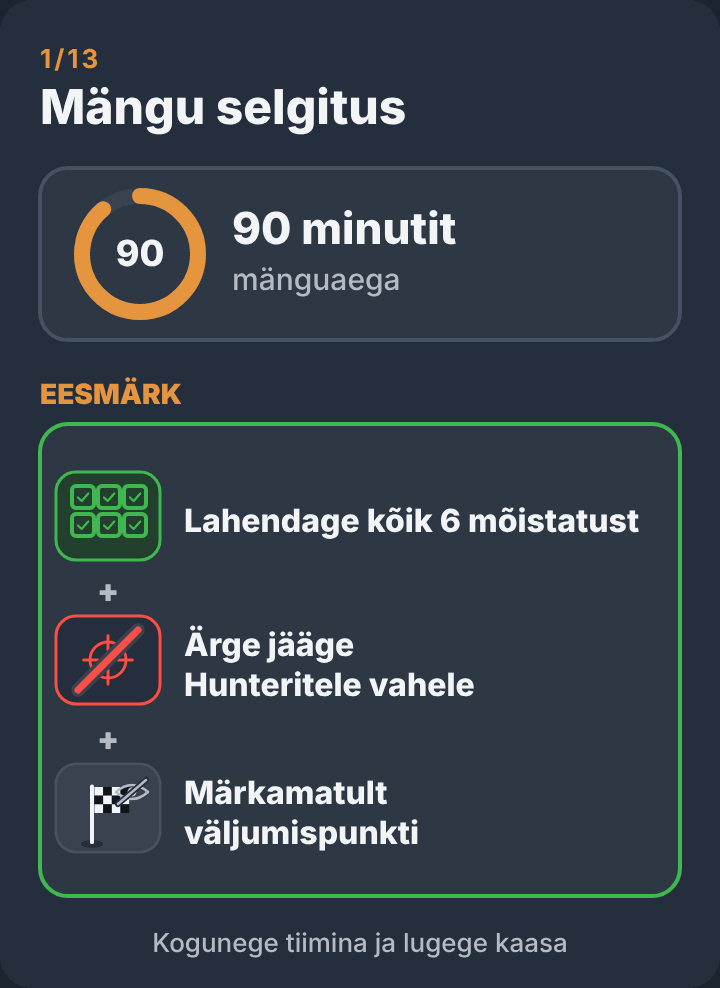 1/13
Mängu selgitus
90
90 minutit
mänguaega
EESMÄRK
Lahendage kõik 6 mõistatust
+
Ärge jääge
Hunteritele vahele
+
Märkamatult
väljumispunkti
Kogunege tiimina ja lugege kaasa